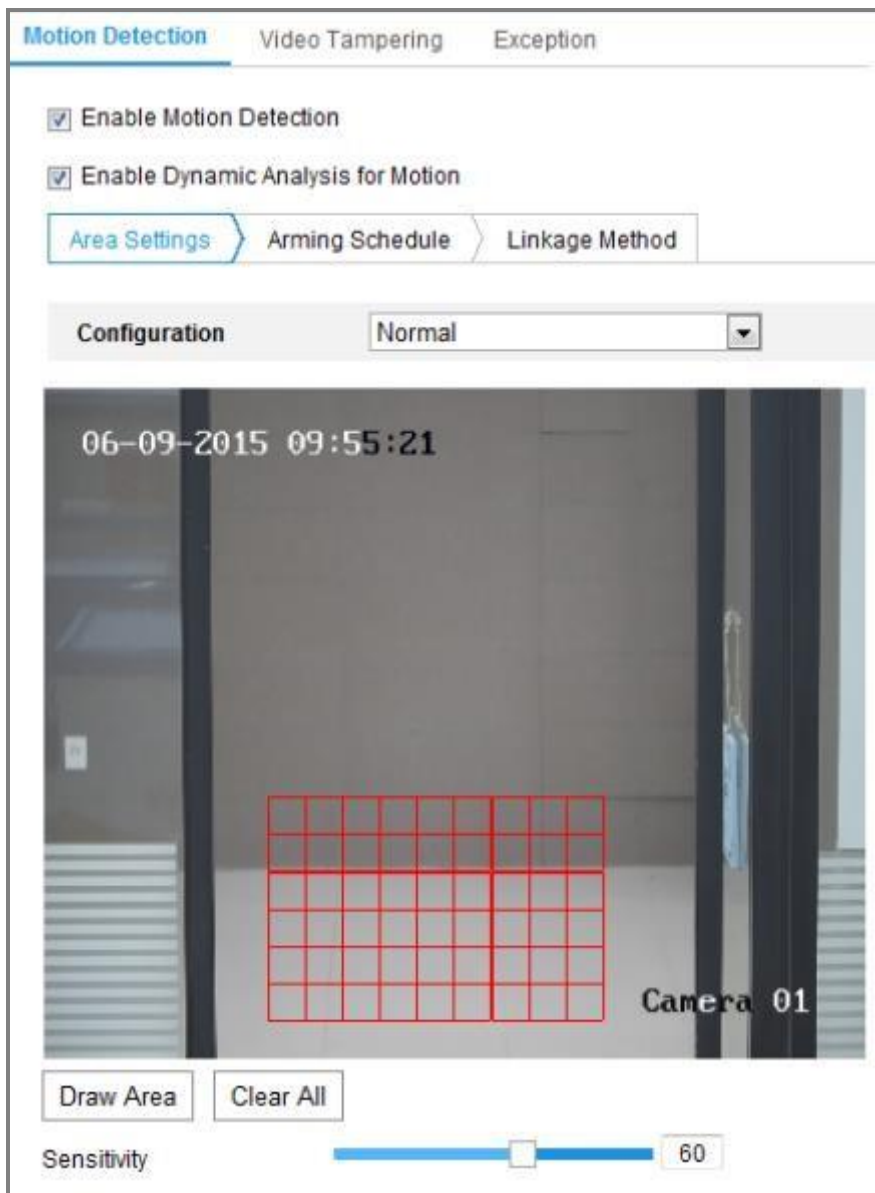 Motion Detection Video Tampering Exception
Enable Motion Detection
Enable Dynamic Analysis for Motion
Area Settings Arming Schedule Linkage Method
Configuration Normal
06-09-2015 09:55:21
Camera 01
Draw Area Clear All
Sensitivity 60